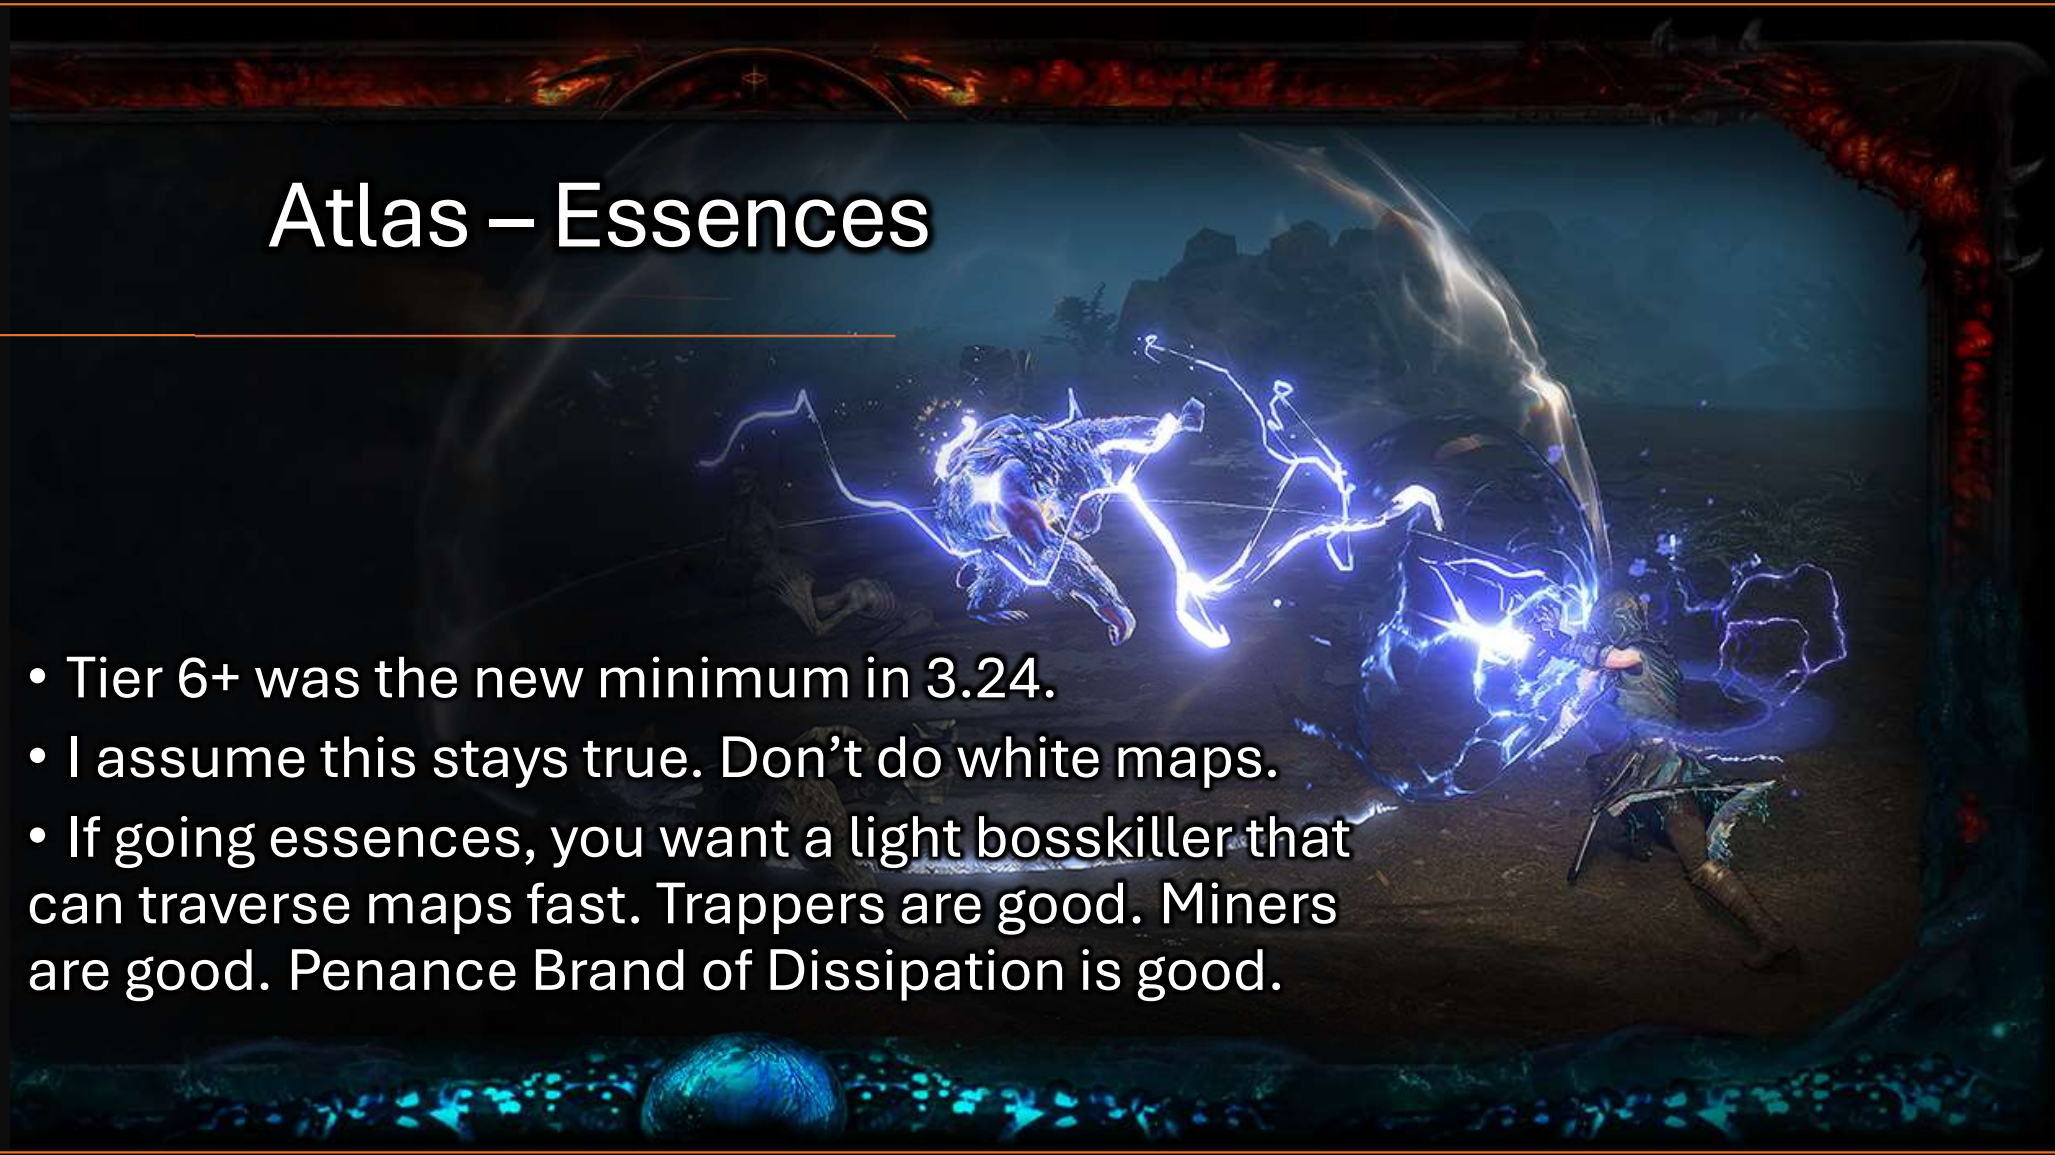 Atlas – Essences
• Tier 6+ was the new minimum in 3.24.
• I assume this stays true. Don’t do white maps.
• If going essences, you want a light bosskiller that
can traverse maps fast. Trappers are good. Miners
are good. Penance Brand of Dissipation is good.